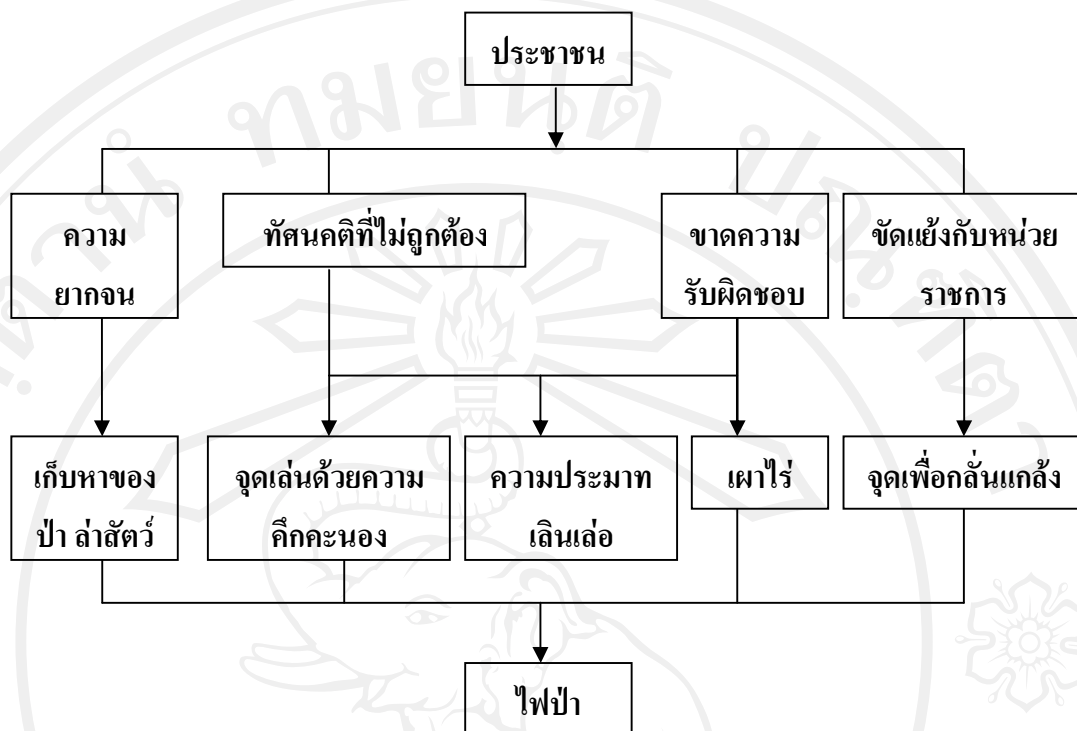 ประชาชน
ความ
ยากจน
ทัศนคติที่ไม่ถูกต้อง
ขาดความ
รับผิดชอบ
ขัดแย้งกับหน่วย
ราชการ
เก็บหาของ
ป่า ล่าสัตว์
จุดเล่นด้วยความ
คึกคะนอง
ความประมาท
เลินเล่อ
เผาไร่
จุดเพื่อกลั่นแกล้ง
ไฟป่า